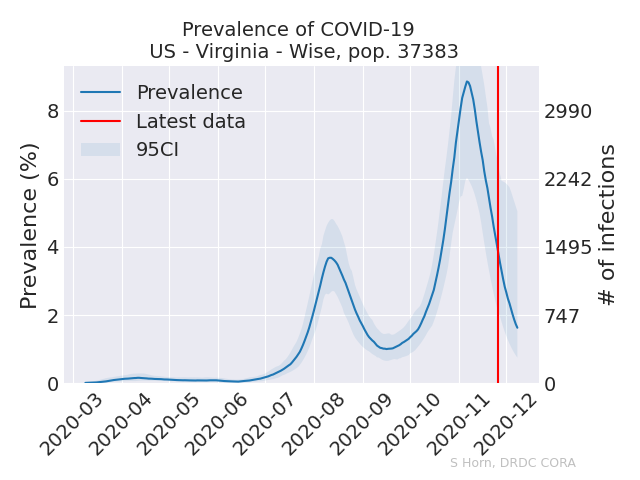 Prevalence of COVID-19
US - Virginia - Wise, pop. 37383
Prevalence
Latest data
95CI
Prevalence (%)
8
6
4
2
0
2990
2242
1495
747
0
# of infections
2020-03
2020-04
2020-05
2020-06
2020-07
2020-08
2020-09
2020-10
2020-11
2020-12
S Horn, DRDC CORA